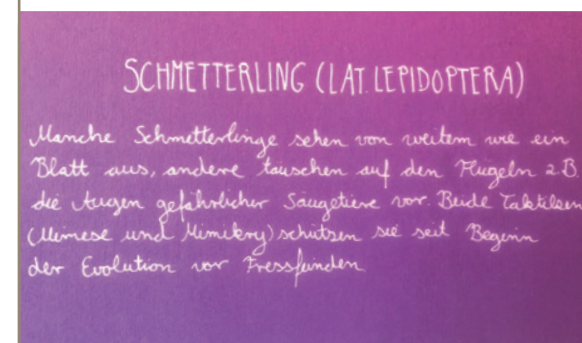 SCHMETTERLING (LAT. LEPIDOPTERA)
Manche Schmetterlinge sehen von weitem wie ein
Blatt aus, andere täuschen auf den Flügeln z.B.
die Augen gefährlicher Säugetiere vor. Beide Taktiken
(Mimese und Mimikry) schützen sie seit Beginn
der Evolution vor Fressfeinden.